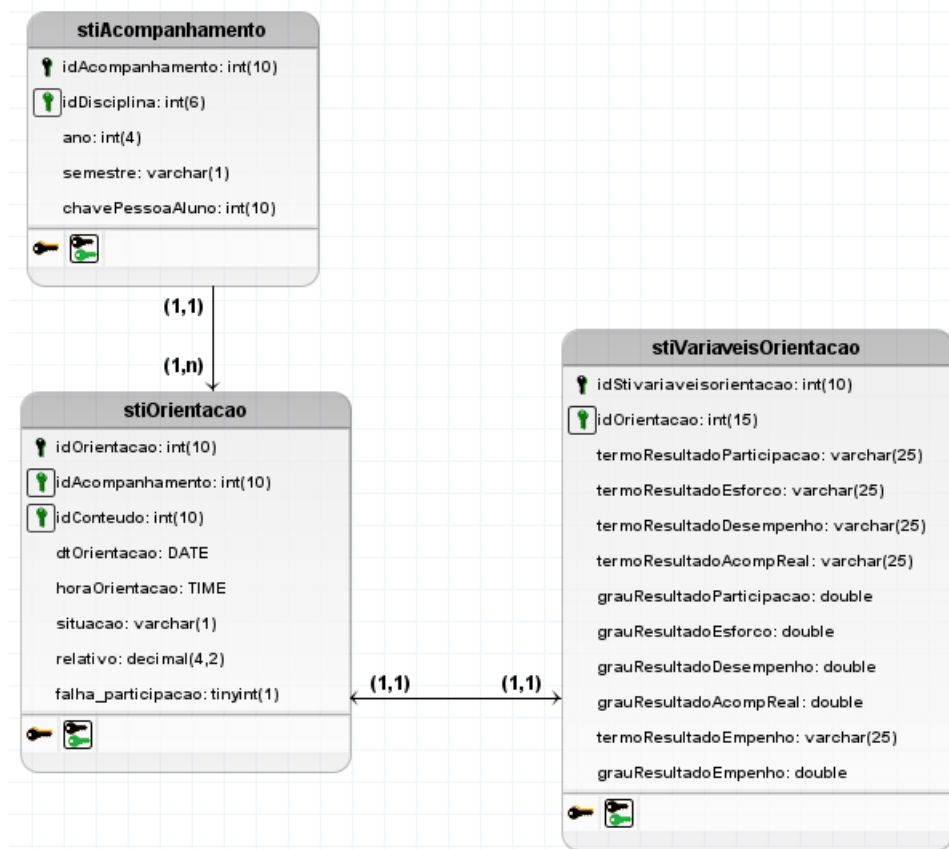 stiAcompanhamento
idAcompanhamento: int(10)
idDisciplina: int(6)
ano: int(4)
semestre: varchar(1)
chavePessoaAluno: int(10)
(1,1)
(1,n)
stiOrientacao
idOrientacao: int(10)
idAcompanhamento: int(10)
idConteudo: int(10)
dtOrientacao: DATE
horaOrientacao: TIME
situacao: varchar(1)
relativo: decimal(4,2)
falha_participacao: tinyint(1)
(1,1)
(1,1)
stiVariaveisOrientacao
idStivariaveisorientacao: int(10)
idOrientacao: int(15)
termoResultadoParticipacao: varchar(25)
termoResultadoEsforco: varchar(25)
termoResultadoDesempenho: varchar(25)
termoResultadoAcompReal: varchar(25)
grauResultadoParticipacao: double
grauResultadoEsforco: double
grauResultadoDesempenho: double
grauResultadoAcompReal: double
termoResultadoEmpenho: varchar(25)
grauResultadoEmpenho: double